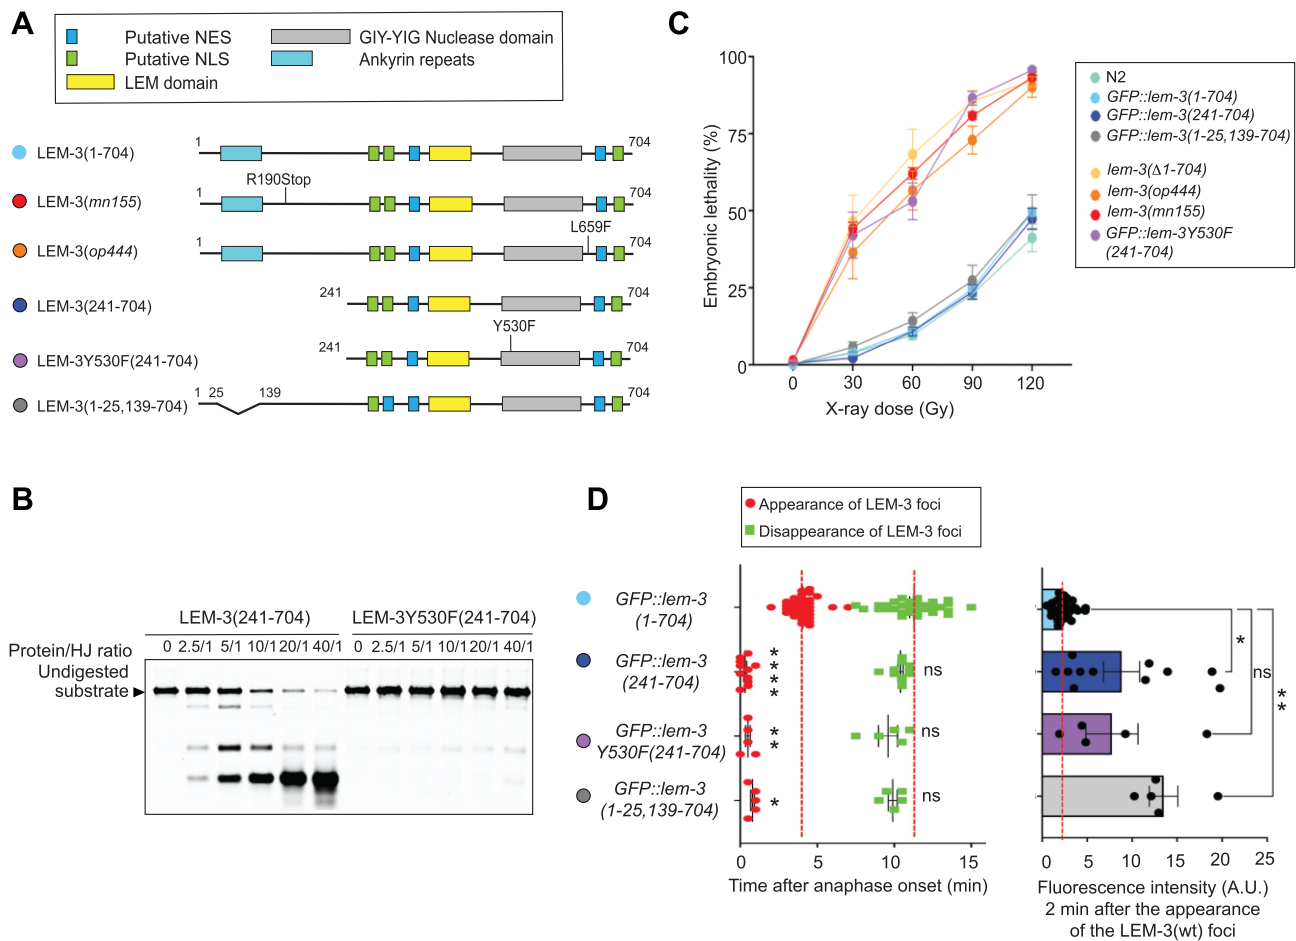 A
Putative NES
Putative NLS
LEM domain
GIY-YIG Nuclease domain
Ankyrin repeats
LEM-3(1-704)
1
704
LEM-3(mn155)
1
R190Stop
704
LEM-3(op444)
1
L659F
704
LEM-3(241-704)
241
704
LEM-3Y530F(241-704)
241
Y530F
704
LEM-3(1-25,139-704)
1 25 139
704
B
LEM-3(241-704) LEM-3Y530F(241-704)
Protein/HJ ratio 0 2.5/1 5/1 10/1 20/1 40/1 0 2.5/1 5/1 10/1 20/1 40/1
Undigested
substrate
C
Embryonic lethality (%)
100
75
50
25
0
0 30 60 90 120
X-ray dose (Gy)
N2
GFP::lem-3(1-704)
GFP::lem-3(241-704)
GFP::lem-3(1-25,139-704)
lem-3(Δ1-704)
lem-3(op444)
lem-3(mn155)
GFP::lem-3Y530F
(241-704)
D
Appearance of LEM-3 foci
Disappearance of LEM-3 foci
GFP::lem-3
(1-704)
GFP::lem-3
(241-704)
* * * *
ns
GFP::lem-3
Y530F(241-704)
* *
ns
GFP::lem-3
(1-25,139-704)
*
ns
0 5 10 15
Time after anaphase onset (min)
*
ns
* *
0 5 10 15 20 25
Fluorescence intensity (A.U.)
2 min after the appearance
of the LEM-3(wt) foci